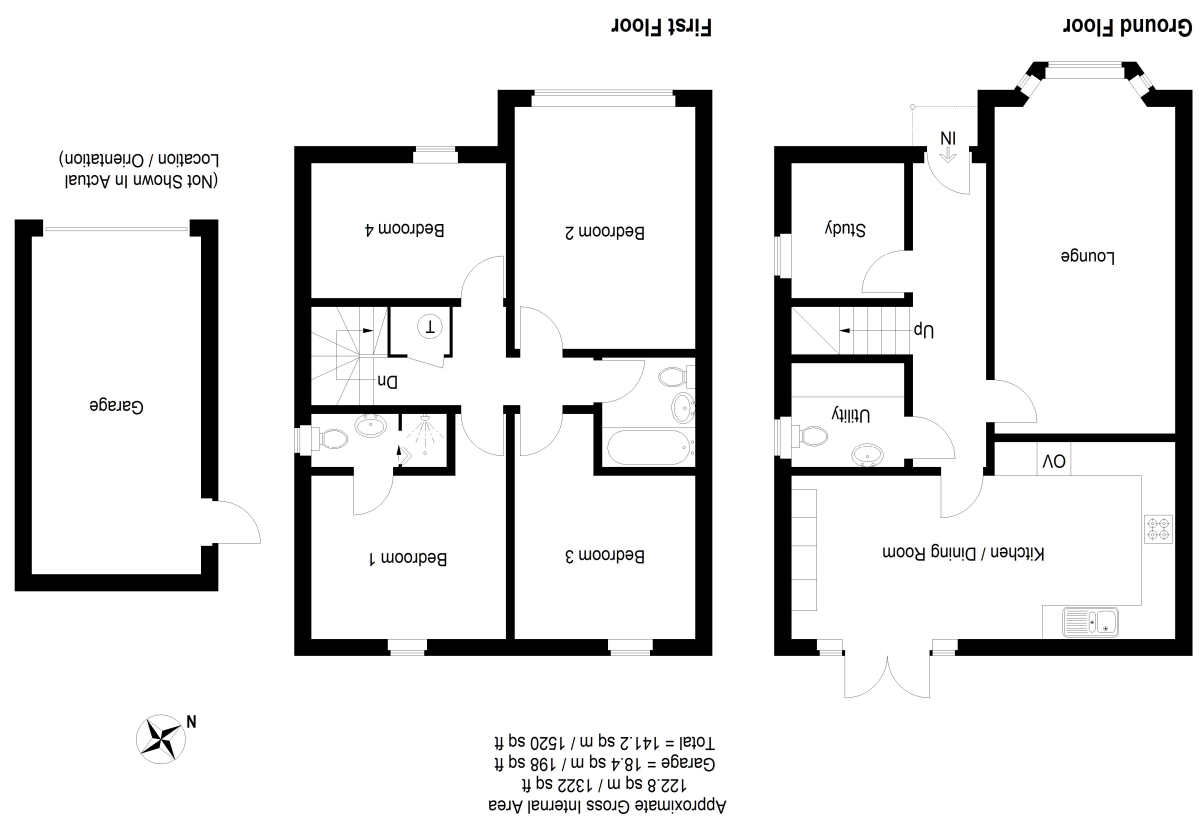 Approximate Gross Internal Area
122.8 sq m / 1322 sq ft
Garage = 18.4 sq m / 198 sq ft
Total = 141.2 sq m / 1520 sq ft
N
Kitchen / Dining Room
OV
Utility
Up
Lounge
Study
IN
Ground Floor
Bedroom 3
Bedroom 1
Dn
T
Bedroom 2
Bedroom 4
First Floor
Garage
(Not Shown In Actual
Location / Orientation)